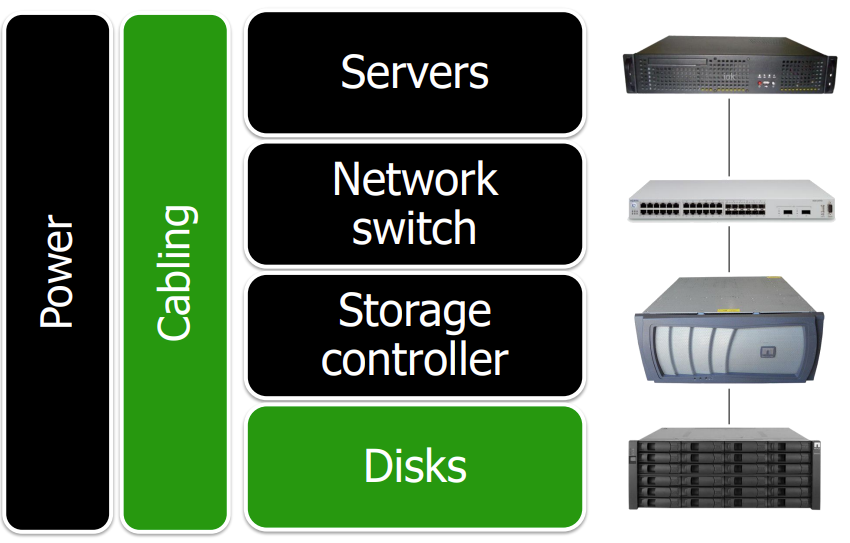 Power
Cabling
Servers
Network
switch
Storage
controller
Disks